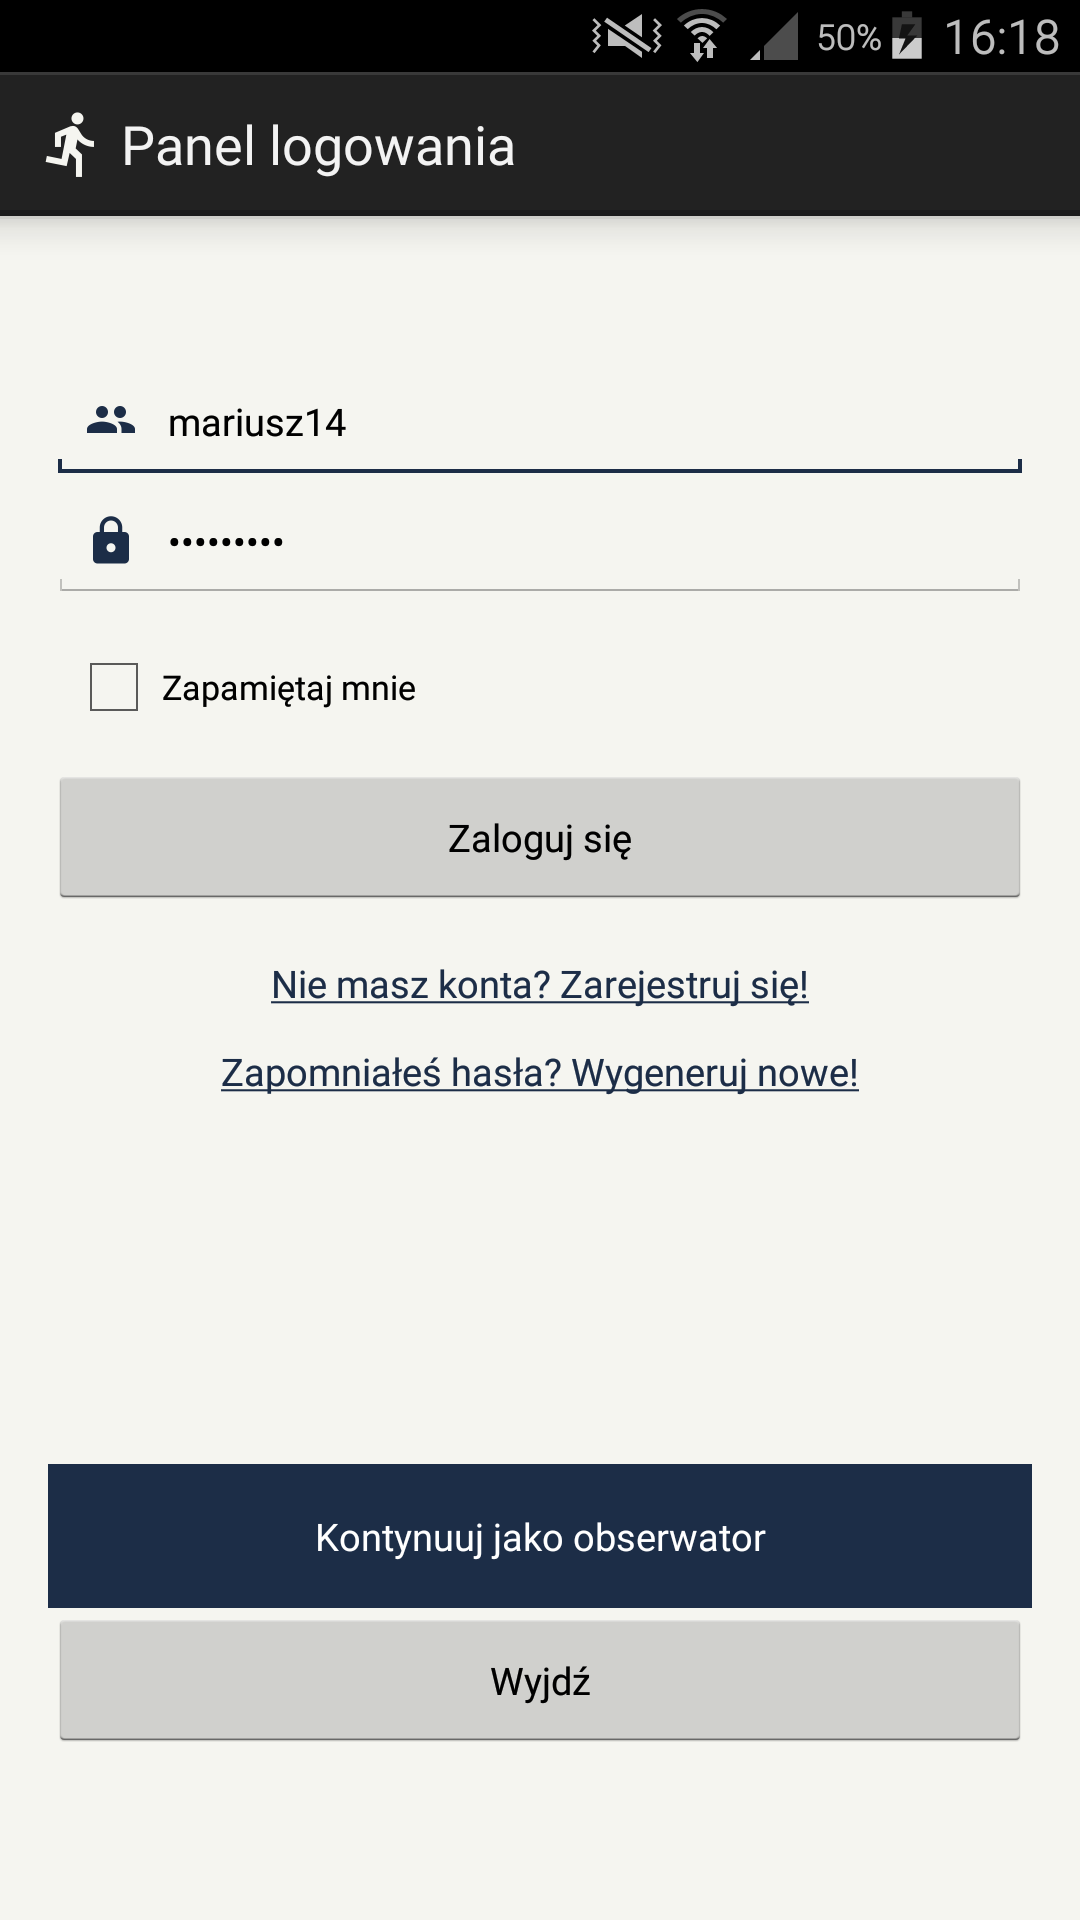 50% 16:18
Panel logowania
mariusz14
•••••••••
Zapamiętaj mnie
Zaloguj się
Nie masz konta? Zarejestruj się!
Zapomniałeś hasła? Wygeneruj nowe!
Kontynuuj jako obserwator
Wyjdź